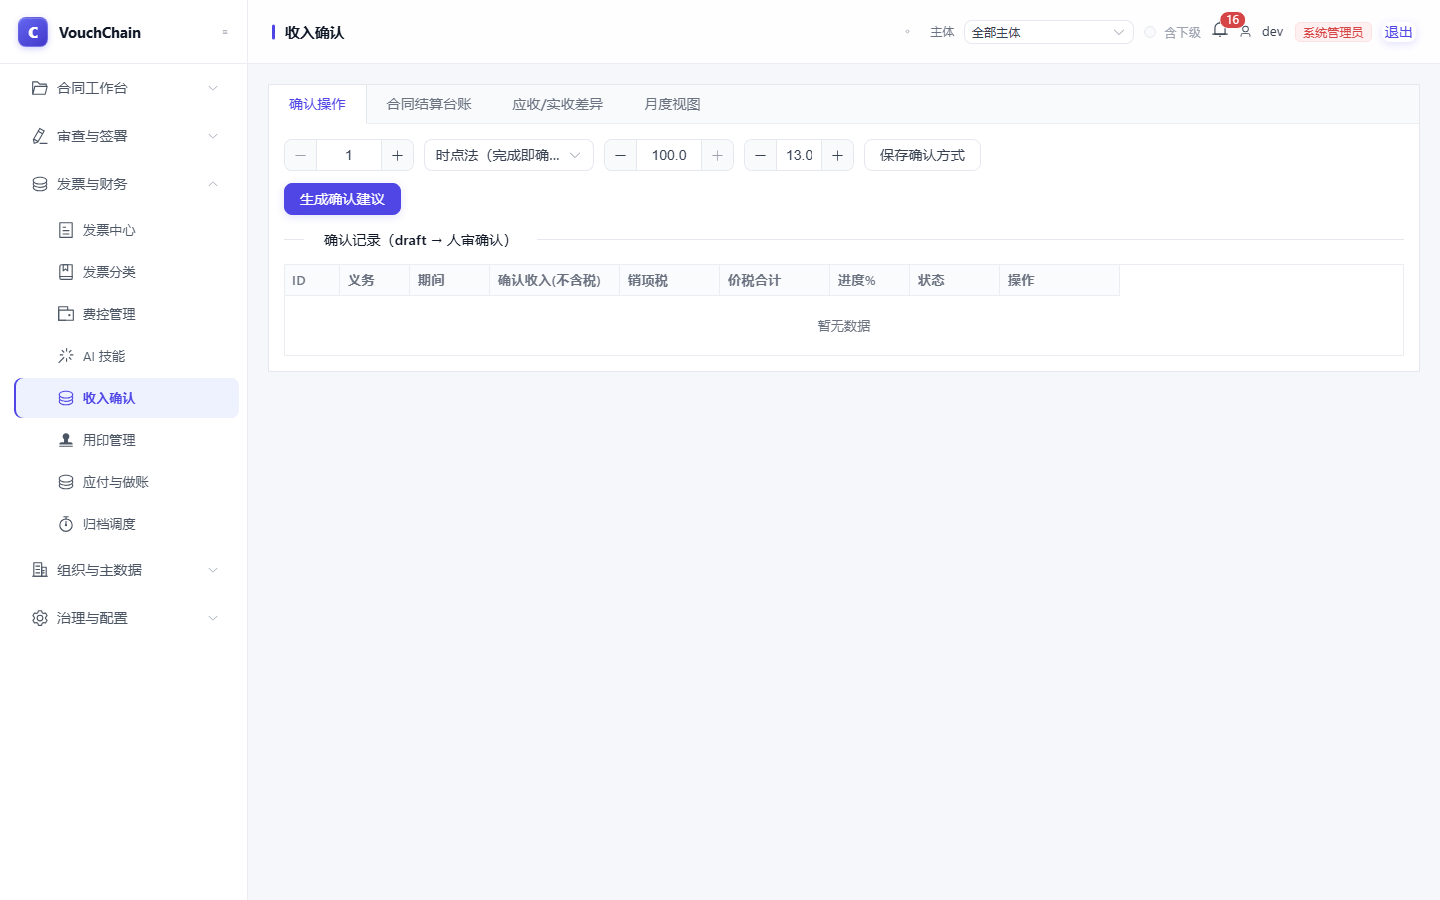 C VouchChain
收入确认
主体 全部主体 含下级 16 dev 系统管理员 退出
合同工作台
审查与签署
发票与财务
发票中心
发票分类
费控管理
AI 技能
收入确认
用印管理
应付与做账
归档调度
组织与主数据
治理与配置
确认操作 合同结算台账 应收/实收差异 月度视图
− 1 + 时点法（完成即确... − 100.0 + − 13.0 + 保存确认方式
生成确认建议
确认记录（draft → 人审确认）
ID 义务 期间 确认收入(不含税) 销项税 价税合计 进度% 状态 操作
暂无数据